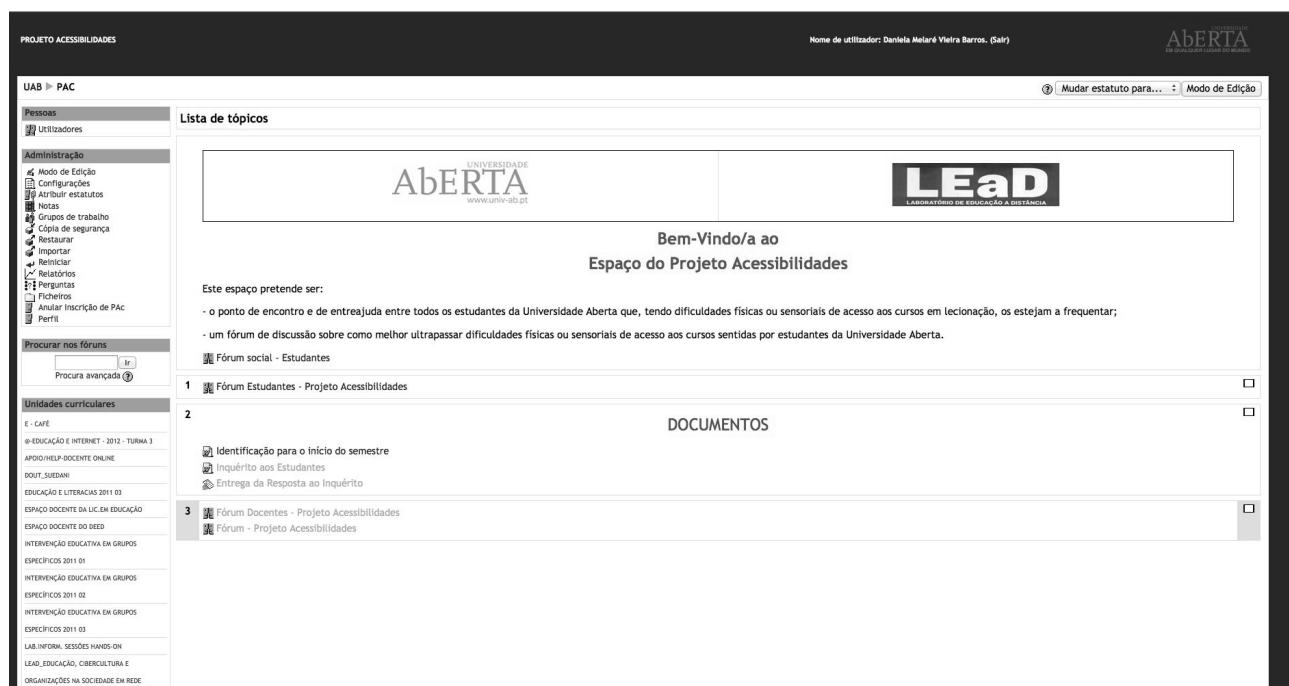 PROJETO ACESSIBILIDADES
Nome de utilizador: Daniela Melaré Vieira Barros. (Sair)
UNIVERSIDADE
AbERTA
EM QUALQUER LUGAR DO MUNDO
UAB ► PAC
Mudar estatuto para...
Modo de Edição
Pessoas
Utilizadores
Administração
Modo de Edição
Configurações
Atribuir estatutos
Notas
Grupos de trabalho
Cópia de segurança
Restaurar
Importar
Reiniciar
Relatórios
Perguntas
Ficheiros
Anular inscrição de PAc
Perfil
Procurar nos fóruns
Ir
Procura avançada
Unidades curriculares
E - CAFÉ
@-EDUCAÇÃO E INTERNET - 2012 - TURMA 3
APOIO/HELP-DOCENTE ONLINE
DOUT_SUEDANI
EDUCAÇÃO E LITERACIAS 2011 03
ESPAÇO DOCENTE DA LIC.EM EDUCAÇÃO
ESPAÇO DOCENTE DO DEED
INTERVENÇÃO EDUCATIVA EM GRUPOS
ESPECÍFICOS 2011 01
INTERVENÇÃO EDUCATIVA EM GRUPOS
ESPECÍFICOS 2011 02
INTERVENÇÃO EDUCATIVA EM GRUPOS
ESPECÍFICOS 2011 03
LAB.INFORM. SESSÕES HANDS-ON
LEAD_EDUCAÇÃO, CIBERCULTURA E
ORGANIZAÇÕES NA SOCIEDADE EM REDE
Lista de tópicos
UNIVERSIDADE
AbERTA
www.univ-ab.pt
LEaD
LABORATÓRIO DE EDUCAÇÃO A DISTÂNCIA
Bem-Vindo/a ao
Espaço do Projeto Acessibilidades
Este espaço pretende ser:
- o ponto de encontro e de entreajuda entre todos os estudantes da Universidade Aberta que, tendo dificuldades físicas ou sensoriais de acesso aos cursos em lecionação, os estejam a frequentar;
- um fórum de discussão sobre como melhor ultrapassar dificuldades físicas ou sensoriais de acesso aos cursos sentidas por estudantes da Universidade Aberta.
Fórum social - Estudantes
1 Fórum Estudantes - Projeto Acessibilidades
2
DOCUMENTOS
Identificação para o início do semestre
Inquérito aos Estudantes
Entrega da Resposta ao Inquérito
3 Fórum Docentes - Projeto Acessibilidades
Fórum - Projeto Acessibilidades